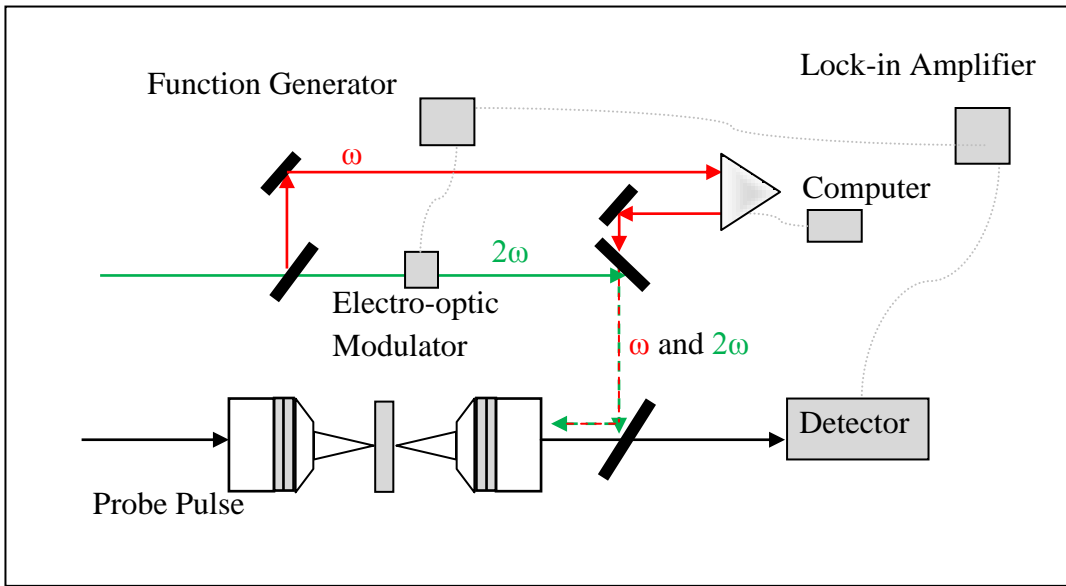 Lock-in Amplifier
Function Generator
ω
Computer
2ω
Electro-optic
Modulator
ω and 2ω
Detector
Probe Pulse